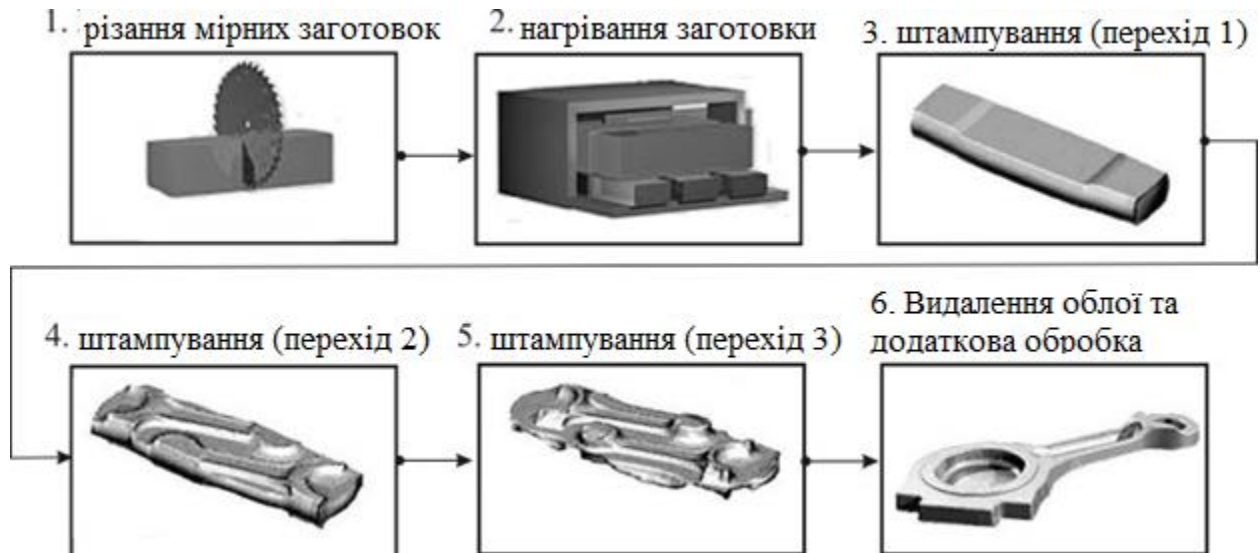 1. різання мірних заготовок
2. нагрівання заготовки
3. штампування (перехід 1)
4. штампування (перехід 2)
5. штампування (перехід 3)
6. Видалення облої та
додаткова обробка